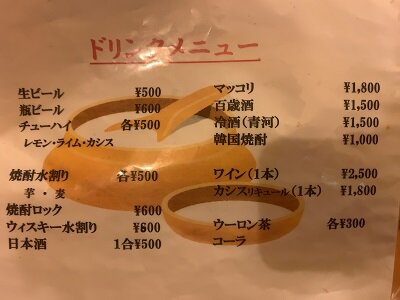 ドリンクメニュー
生ビール ¥500
瓶ビール ¥600
チューハイ 各¥500
レモン・ライム・カシス
焼酎水割り 各¥500
芋・麦
焼酎ロック ¥600
ウィスキー水割り ¥600
日本酒 1合¥500
マッコリ ¥1,800
百歳酒 ¥1,500
冷酒(青河) ¥1,500
韓国焼酎 ¥1,000
ワイン(1本) ¥2,500
カシスリキュール(1本) ¥1,800
ウーロン茶 各¥300
コーラ